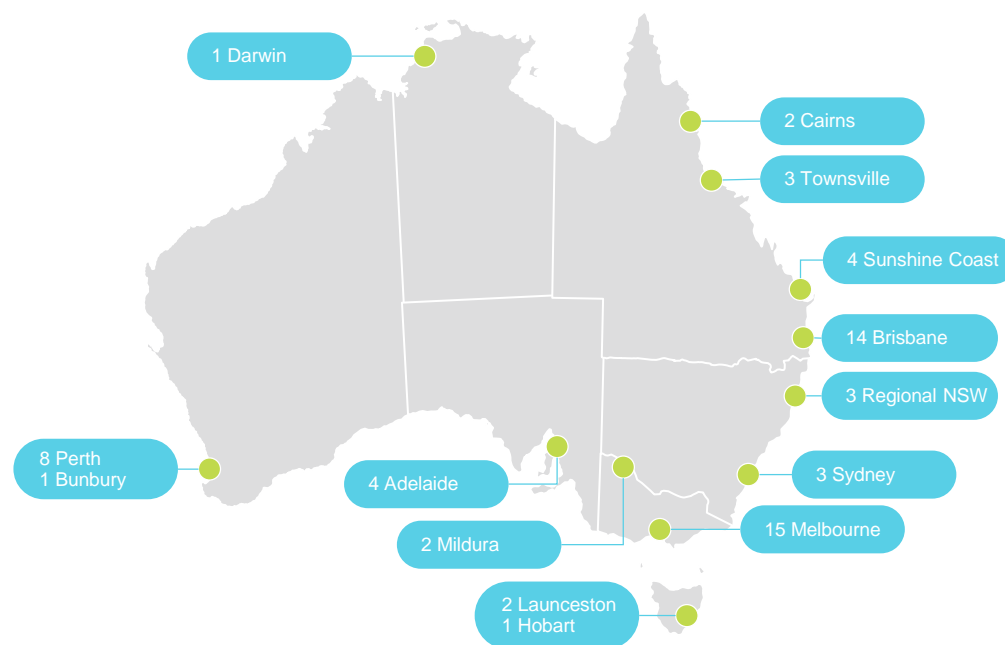 1 Darwin
2 Cairns
3 Townsville
4 Sunshine Coast
14 Brisbane
3 Regional NSW
8 Perth
1 Bunbury
4 Adelaide
3 Sydney
15 Melbourne
2 Mildura
2 Launceston
1 Hobart